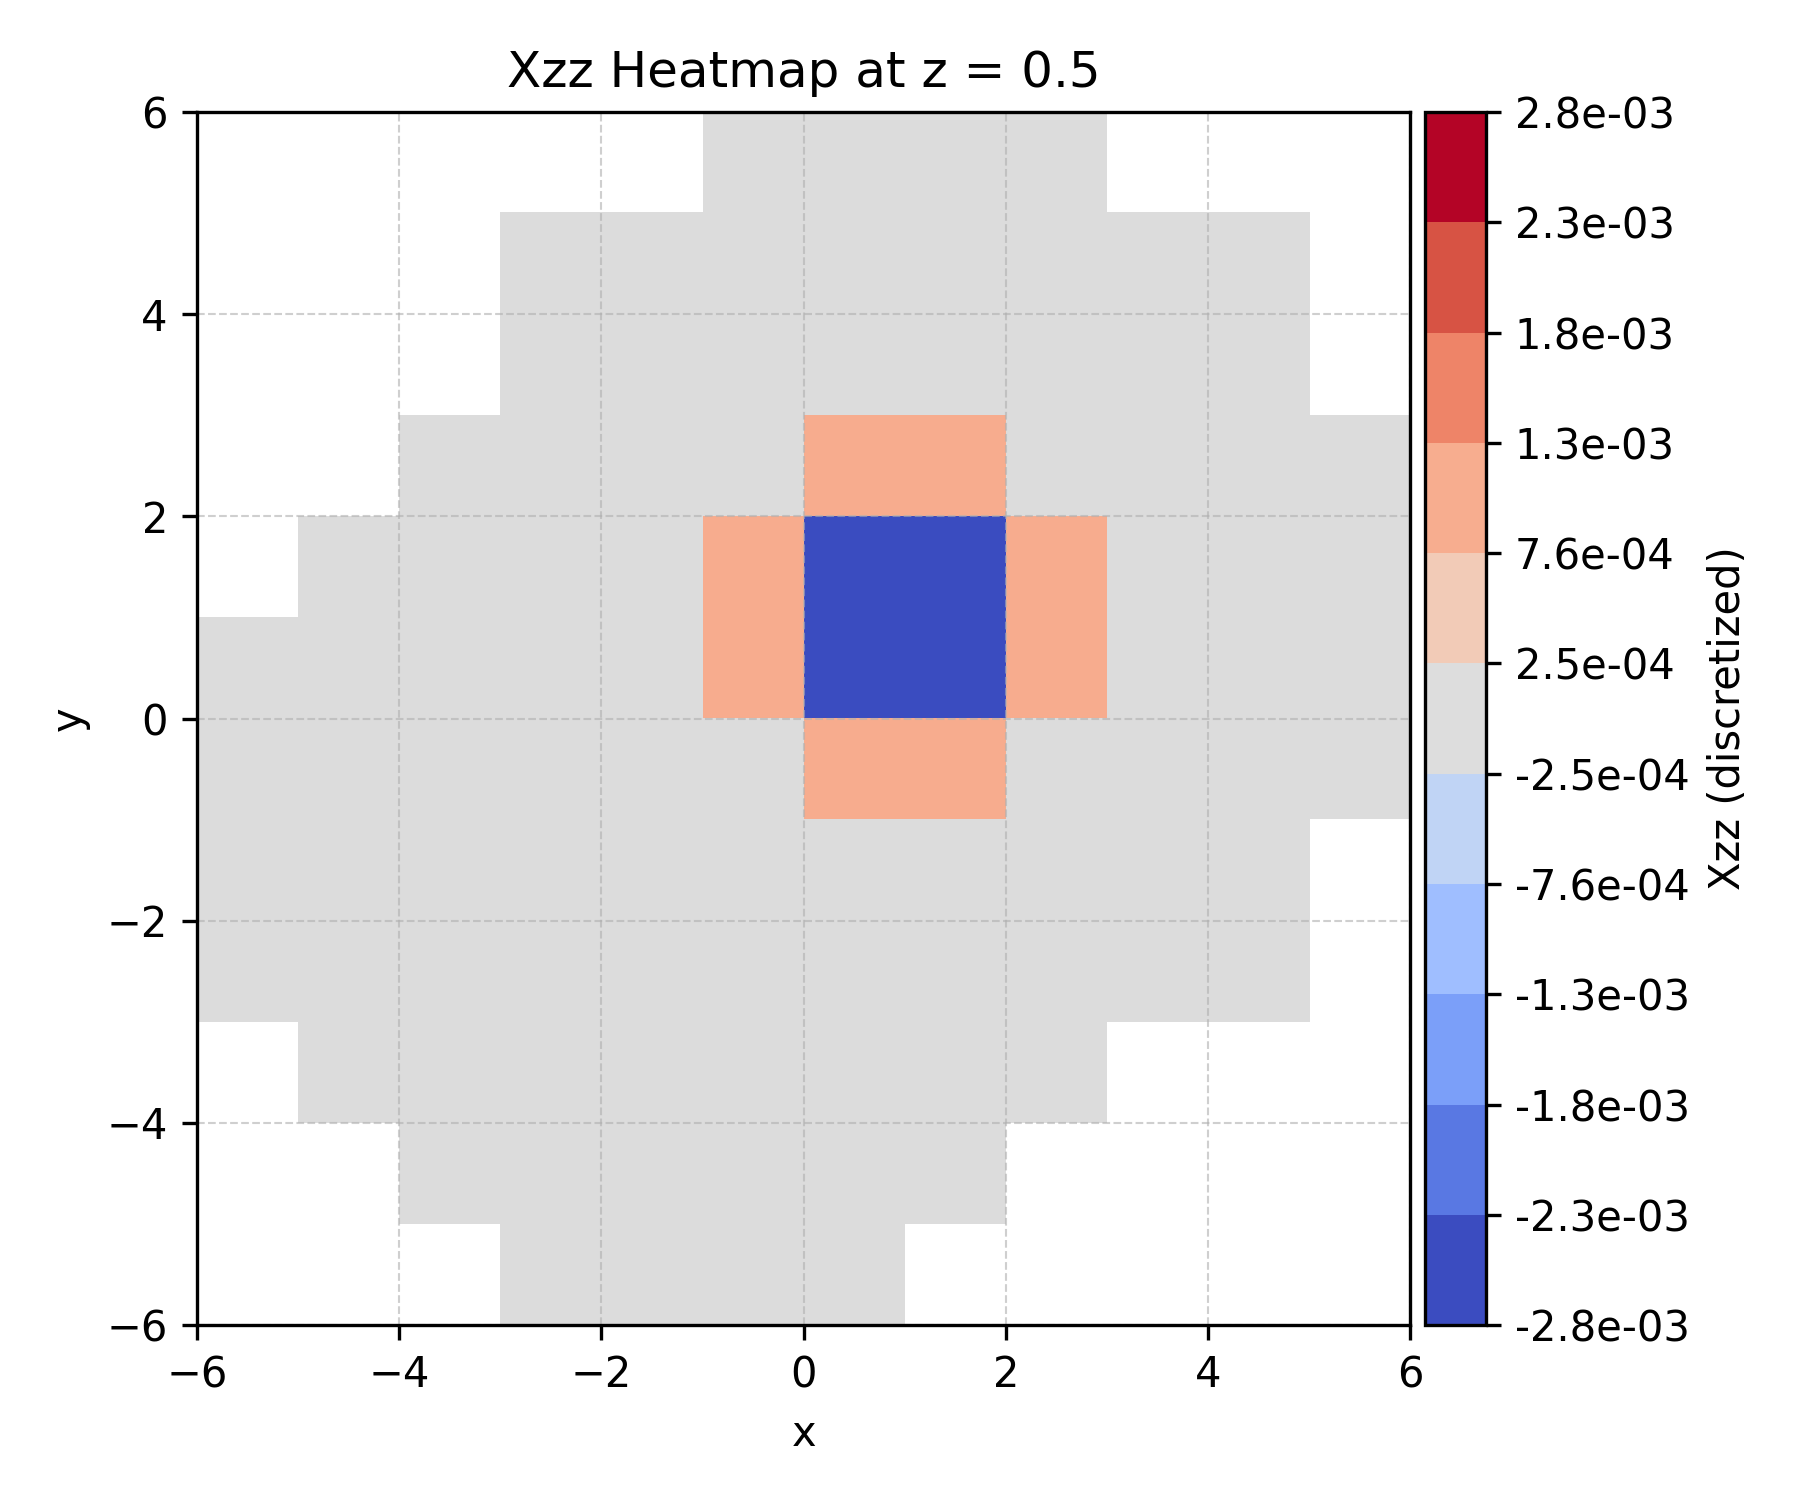 Xzz Heatmap at z = 0.5
6
4
2
0
−2
−4
−6
y
−6
−4
−2
0
2
4
6
x
2.8e-03
2.3e-03
1.8e-03
1.3e-03
7.6e-04
2.5e-04
-2.5e-04
-7.6e-04
-1.3e-03
-1.8e-03
-2.3e-03
-2.8e-03
Xzz (discretized)